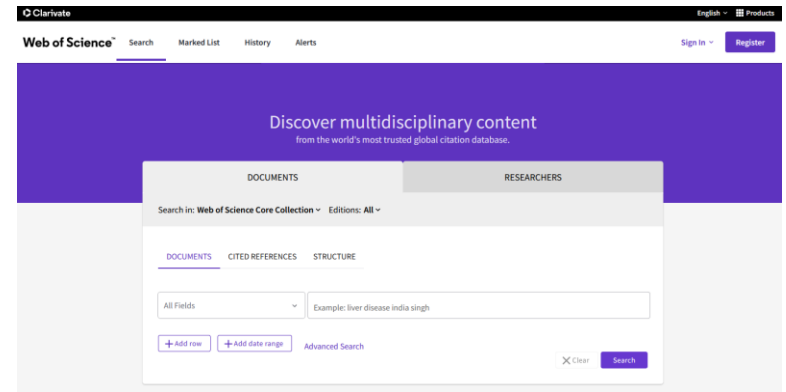 Clarivate
English
Products
Web of Science™
Search
Marked List
History
Alerts
Sign In
Register
Discover multidisciplinary content
from the world's most trusted global citation database.
DOCUMENTS
RESEARCHERS
Search in: Web of Science Core Collection Editions: All
DOCUMENTS
CITED REFERENCES
STRUCTURE
All Fields
Example: liver disease india singh
+ Add row
+ Add date range
Advanced Search
× Clear
Search